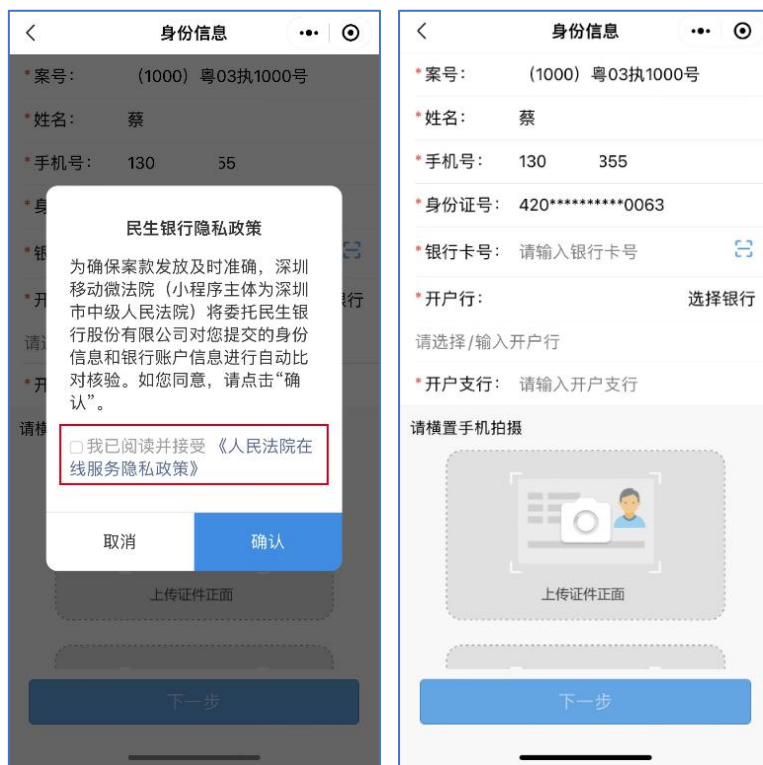 身份信息
*案号： （1000）粤03执1000号
*姓名： 蔡
*手机号： 130 55
*身
*银
*开 银行
请选
*开
请横
民生银行隐私政策
为确保案款发放及时准确，深圳
移动微法院（小程序主体为深圳
市中级人民法院）将委托民生银
行股份有限公司对您提交的身份
信息和银行账户信息进行自动比
对核验。如您同意，请点击“确
认”。
我已阅读并接受 《人民法院在
线服务隐私政策》
取消 确认
上传证件正面
下一步
身份信息
*案号： （1000）粤03执1000号
*姓名： 蔡
*手机号： 130 355
*身份证号： 420**********0063
*银行卡号： 请输入银行卡号
*开户行： 选择银行
请选择/输入开户行
*开户支行： 请输入开户支行
请横置手机拍摄
上传证件正面
下一步